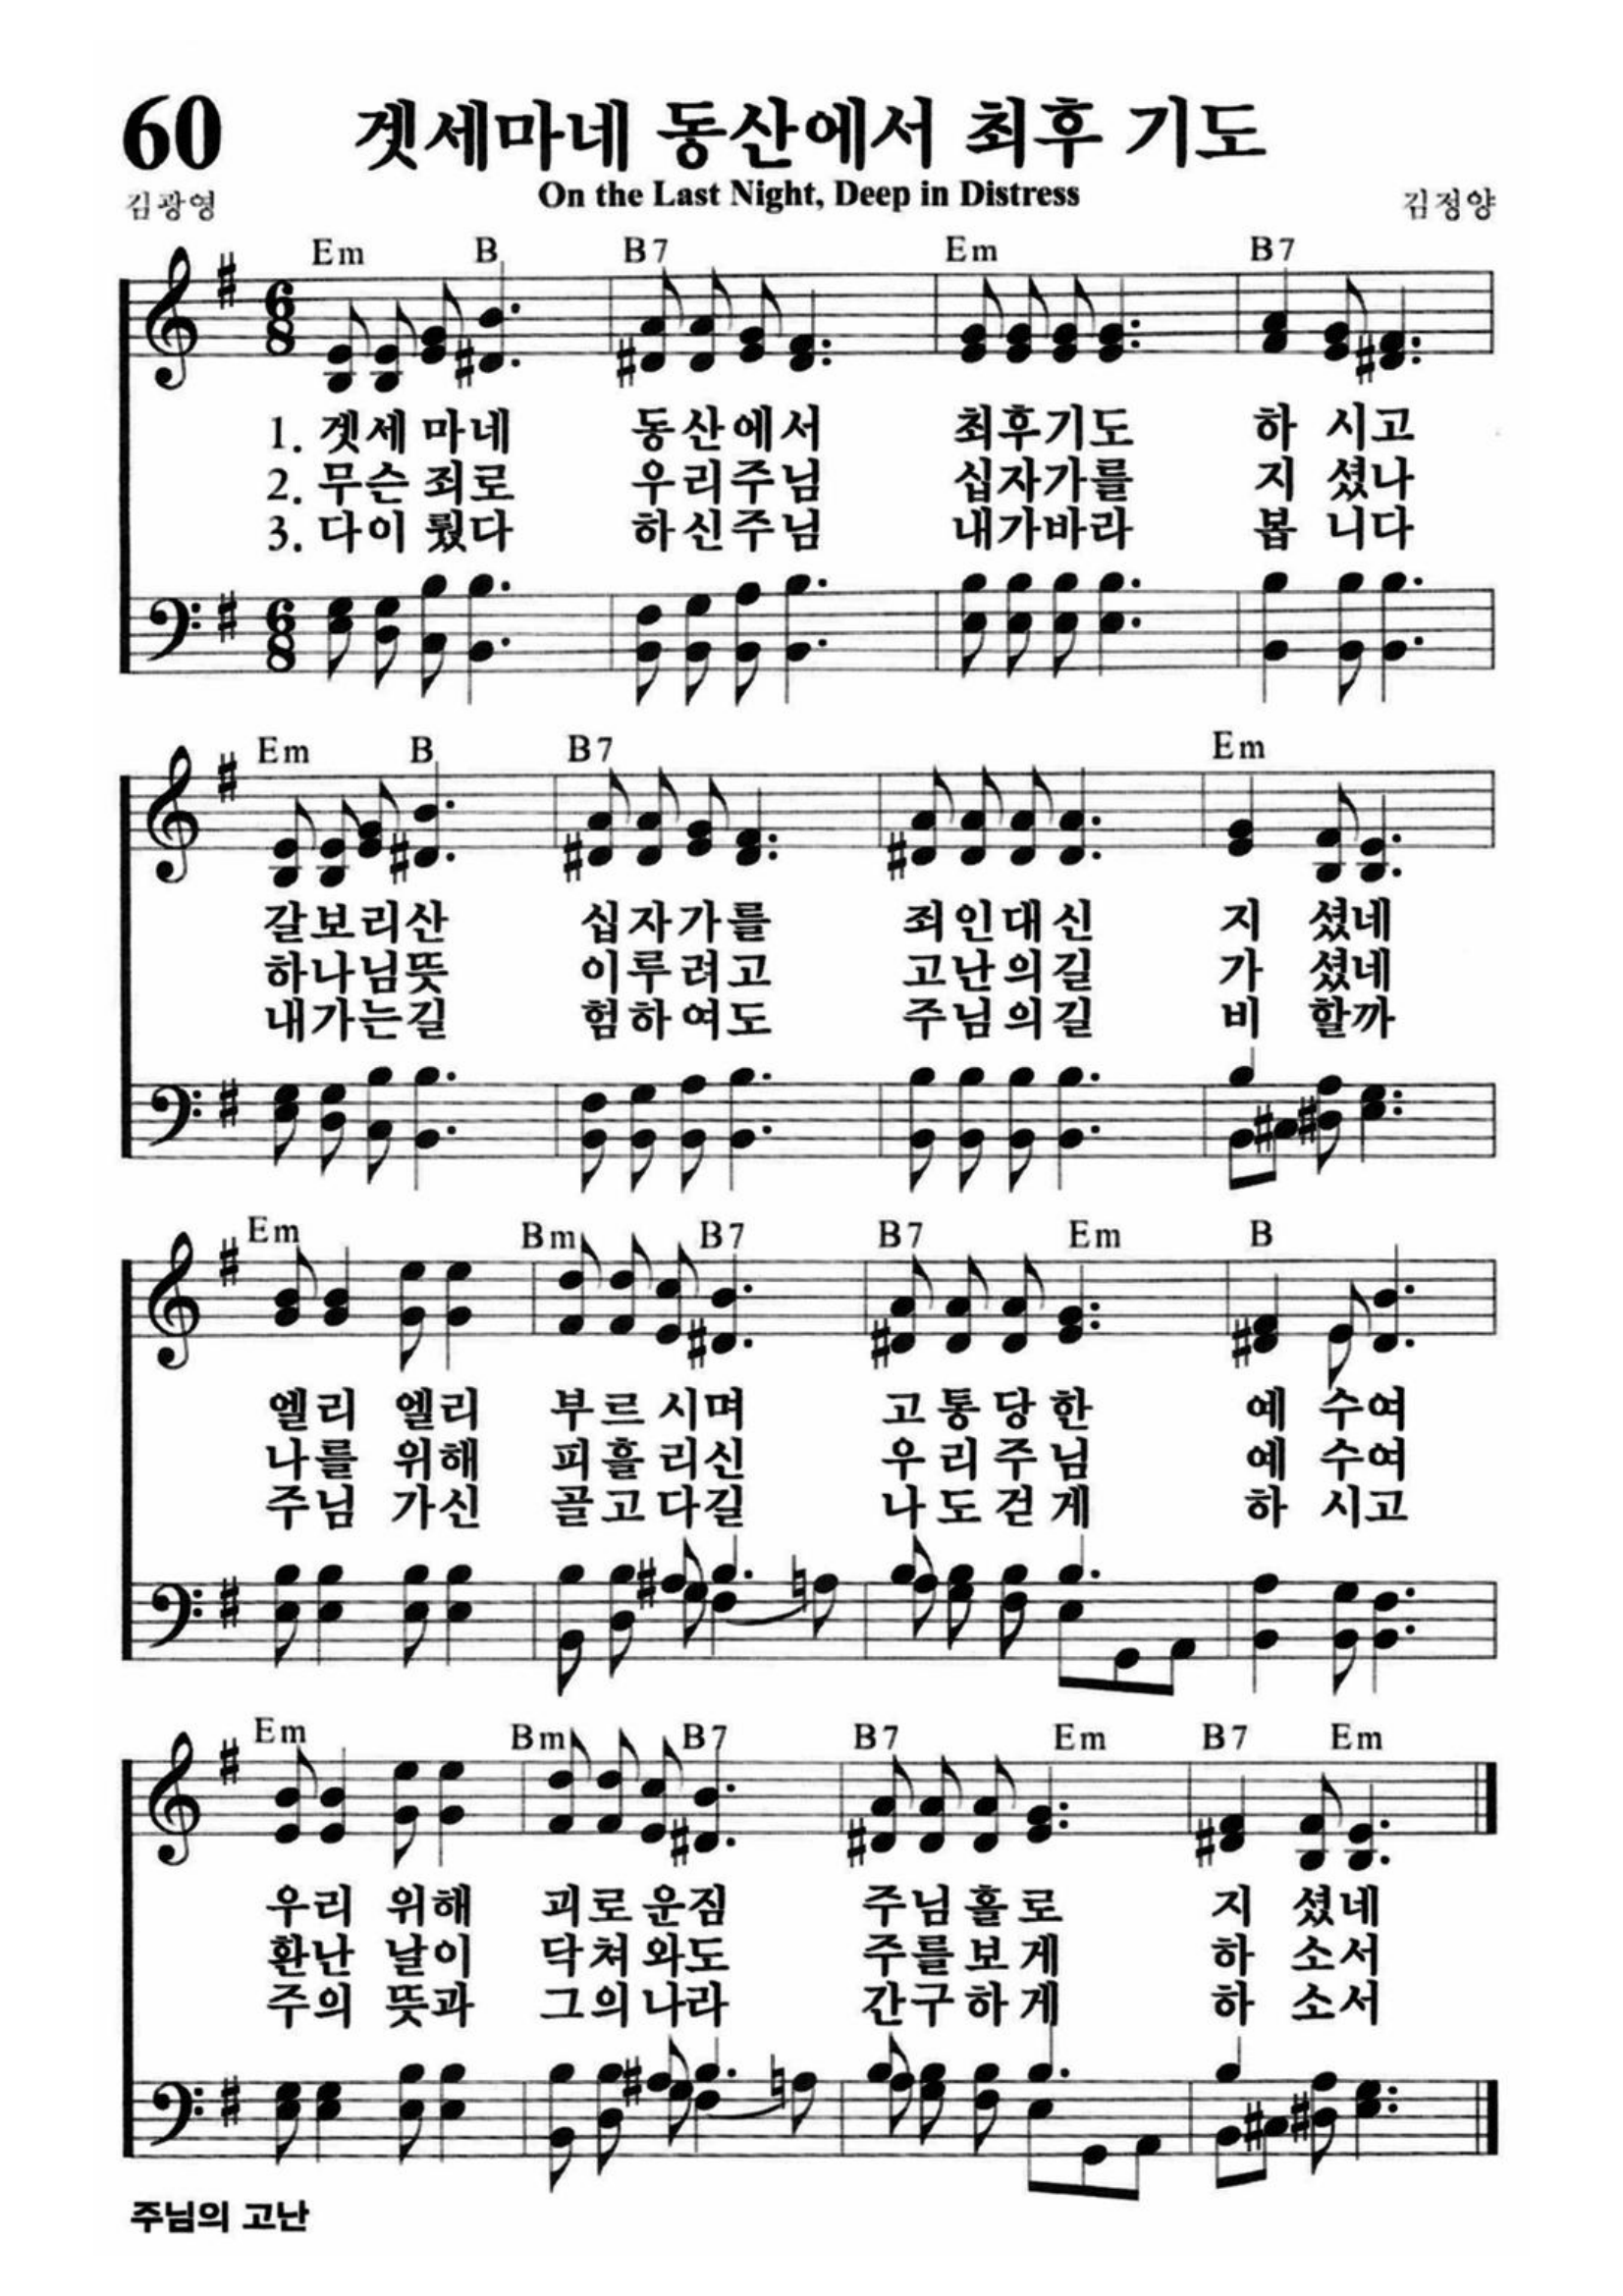 60 겟세마네 동산에서 최후 기도
On the Last Night, Deep in Distress
김광영 김정양
Em B B7 Em B7
6 8
1. 겟세 마네 동산에서 최후기도 하 시고
2. 무슨 죄로 우리주님 십자가를 지 셨나
3. 다이 뤘다 하신주님 내가바라 봅 니다
6 8
Em B B7 Em
갈보리산 십자가를 죄인대신 지 셨네
하나님뜻 이루려고 고난의길 가 셨네
내가는길 험하여도 주님의길 비 할까
Em Bm B7 B7 Em B
엘리 엘리 부르시며 고통당한 예 수여
나를 위해 피흘리신 우리주님 예 수여
주님 가신 골고다길 나도걷게 하 시고
Em Bm B7 B7 Em B7 Em
우리 위해 괴로운짐 주님홀로 지 셨네
환난 날이 닥쳐와도 주를보게 하 소서
주의 뜻과 그의나라 간구하게 하 소서
주님의 고난